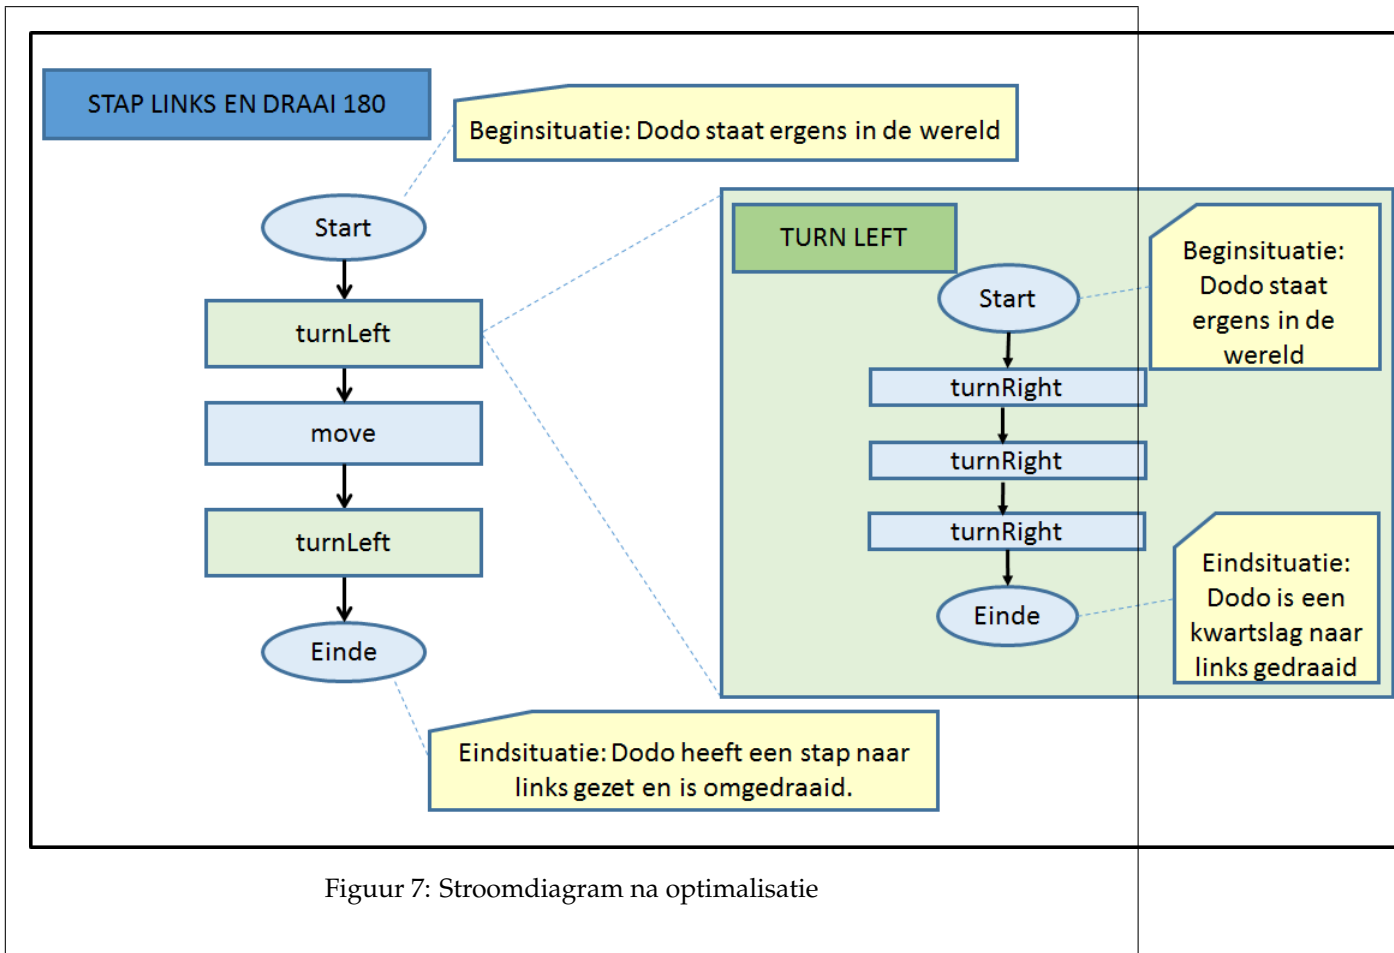 STAP LINKS EN DRAAI 180
Beginsituatie: Dodo staat ergens in de wereld
Start
turnLeft
move
turnLeft
Einde
Eindsituatie: Dodo heeft een stap naar
links gezet en is omgedraaid.
TURN LEFT
Start
Beginsituatie:
Dodo staat
ergens in de
wereld
turnRight
turnRight
turnRight
Einde
Eindsituatie:
Dodo is een
kwartslag naar
links gedraaid
Figuur 7: Stroomdiagram na optimalisatie